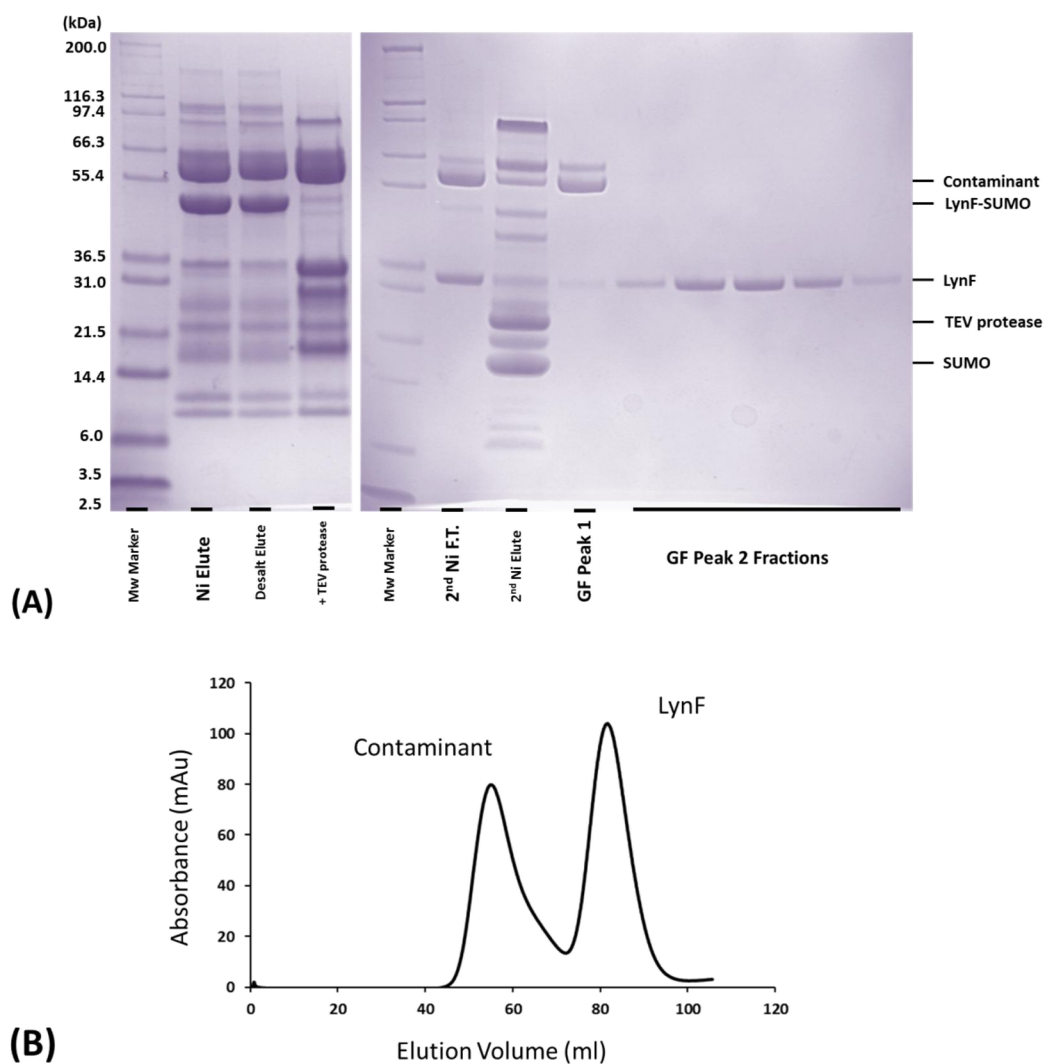 (kDa)
200.0
116.3
97.4
66.3
55.4
36.5
31.0
21.5
14.4
6.0
3.5
2.5
Contaminant
LynF-SUMO
LynF
TEV protease
SUMO
Mw Marker
Ni Elute
Desalt Elute
+ TEV protease
Mw Marker
2nd Ni F.T.
2nd Ni Elute
GF Peak 1
GF Peak 2 Fractions
(A)
120
100
80
60
40
20
0
Absorbance (mAu)
Contaminant
LynF
0 20 40 60 80 100 120
Elution Volume (ml)
(B)